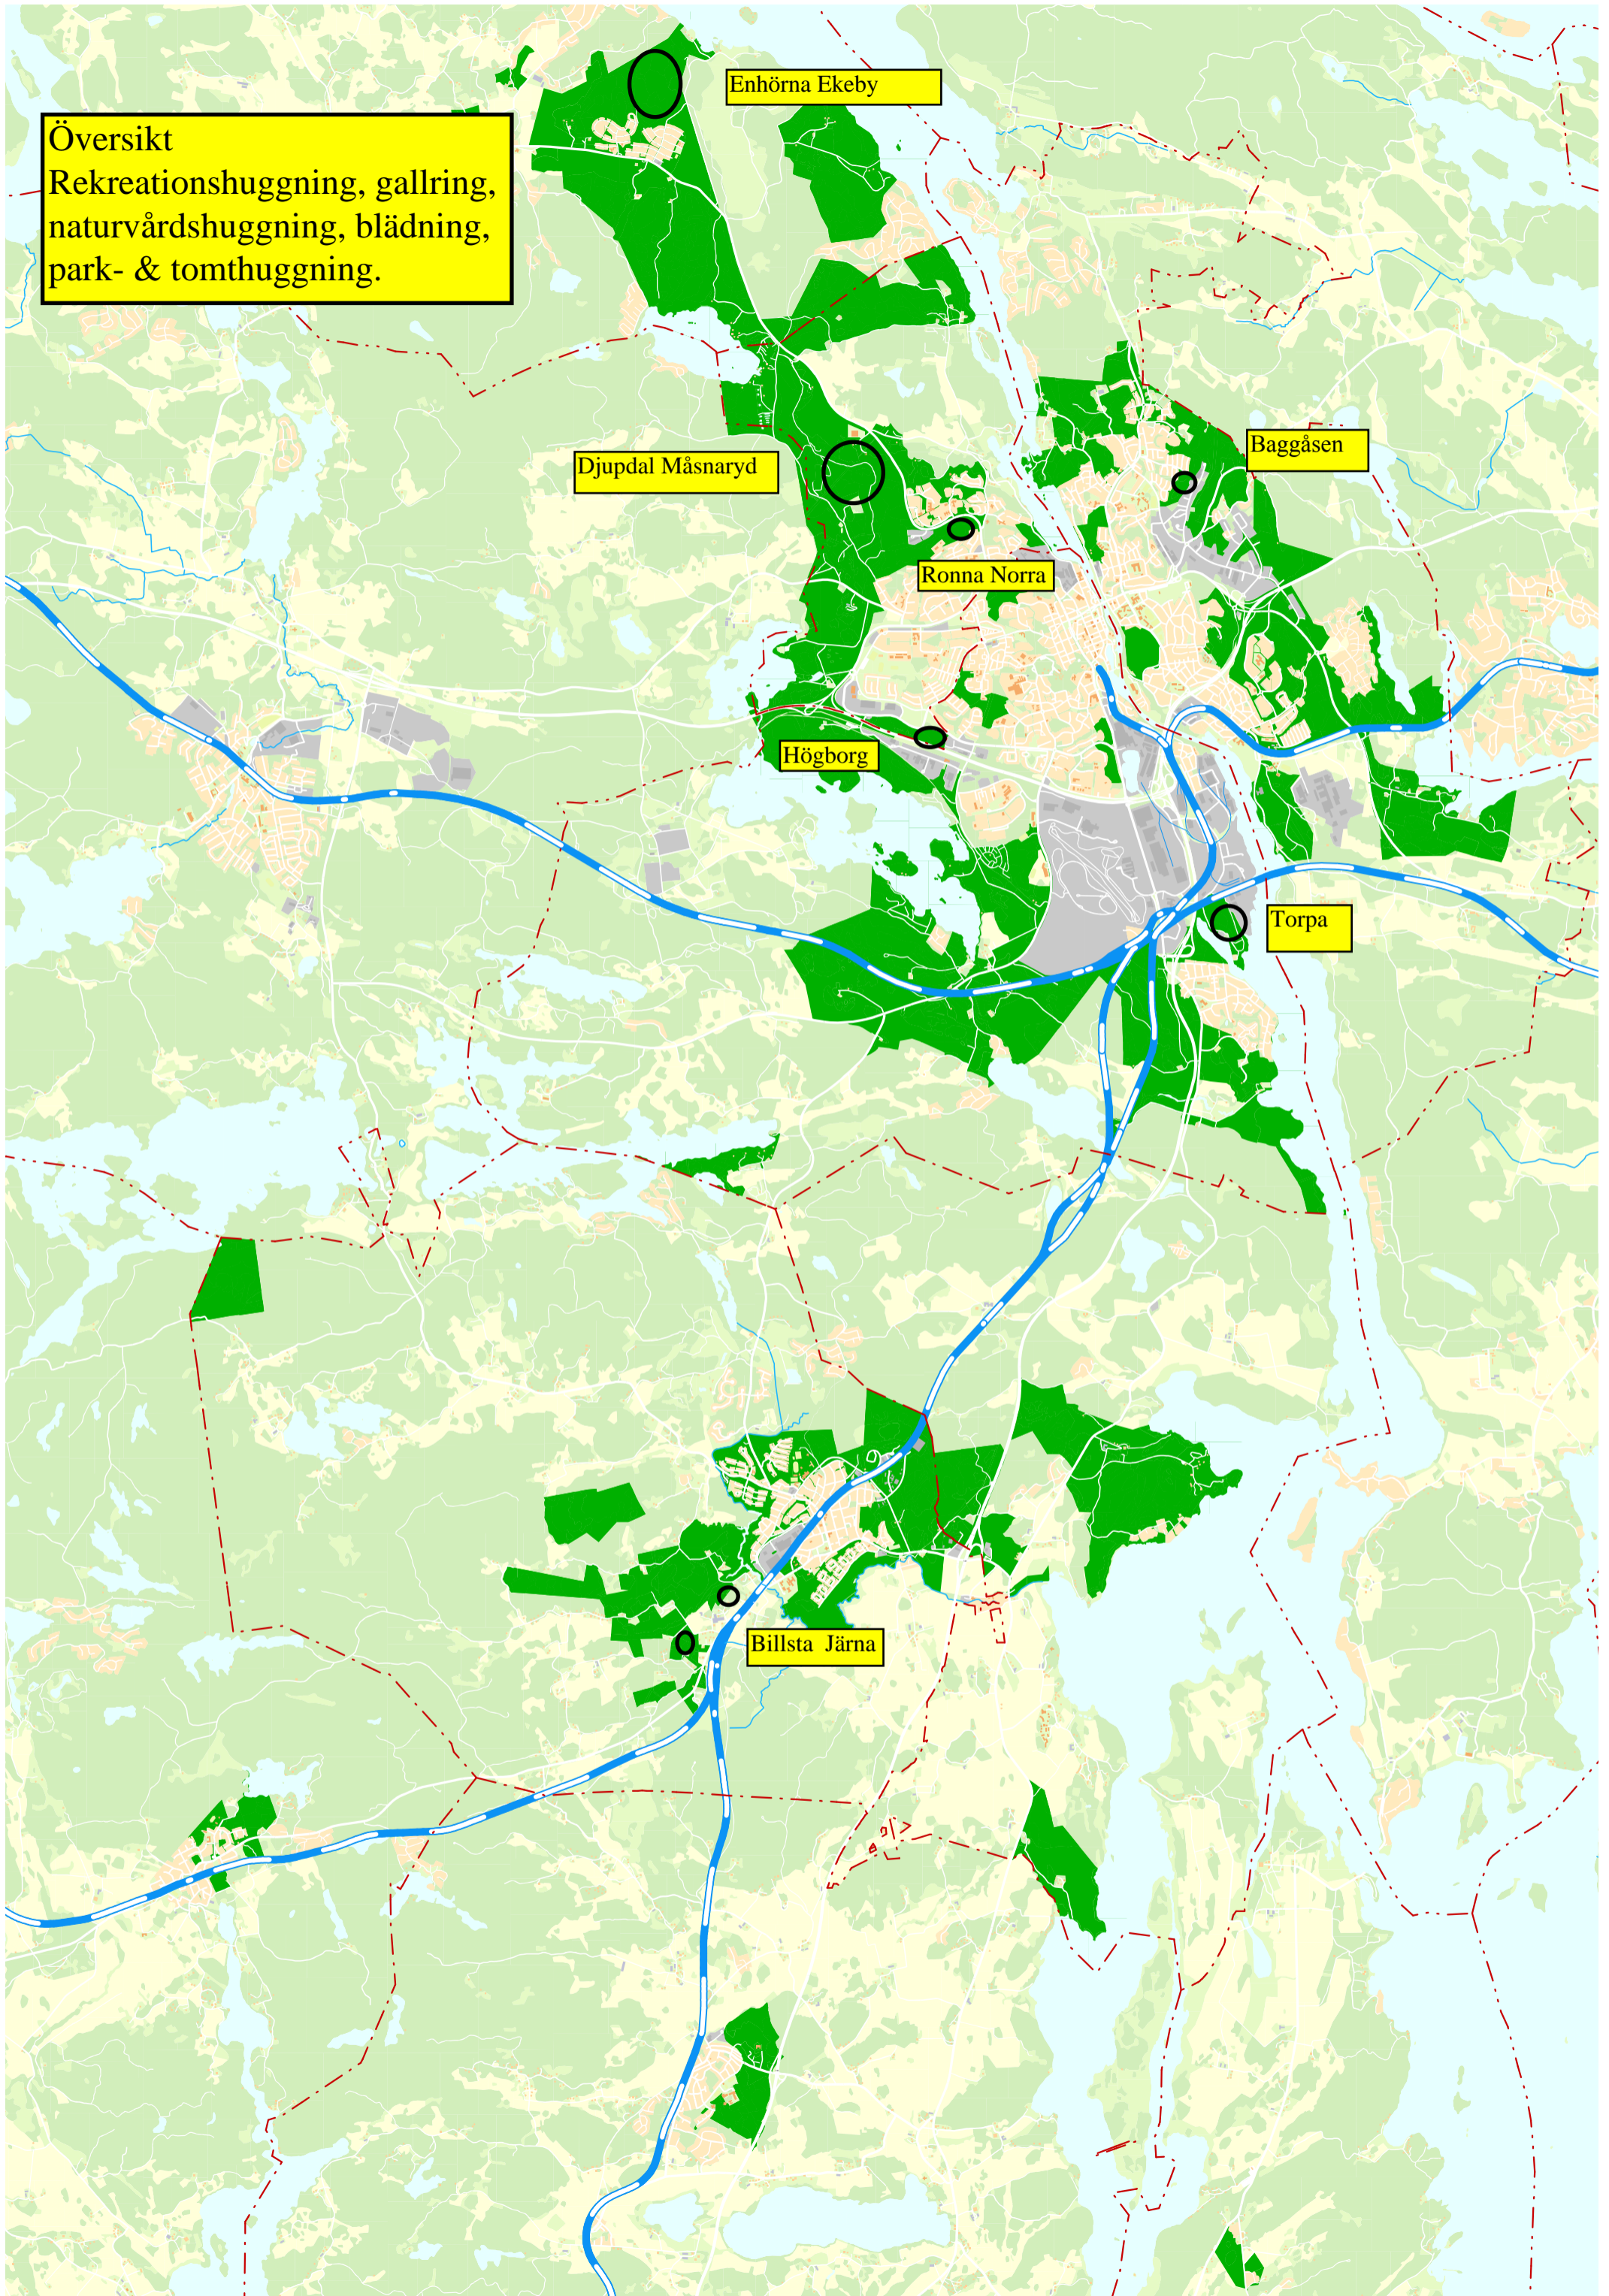 Enhörna Ekeby
Översikt
Rekreationshuggning, gallring,
naturvårdshuggning, blädning,
park- & tomthuggning.
Baggåsen
Djupdal Måsnaryd
Ronna Norra
Högborg
Torpa
Billsta Järna